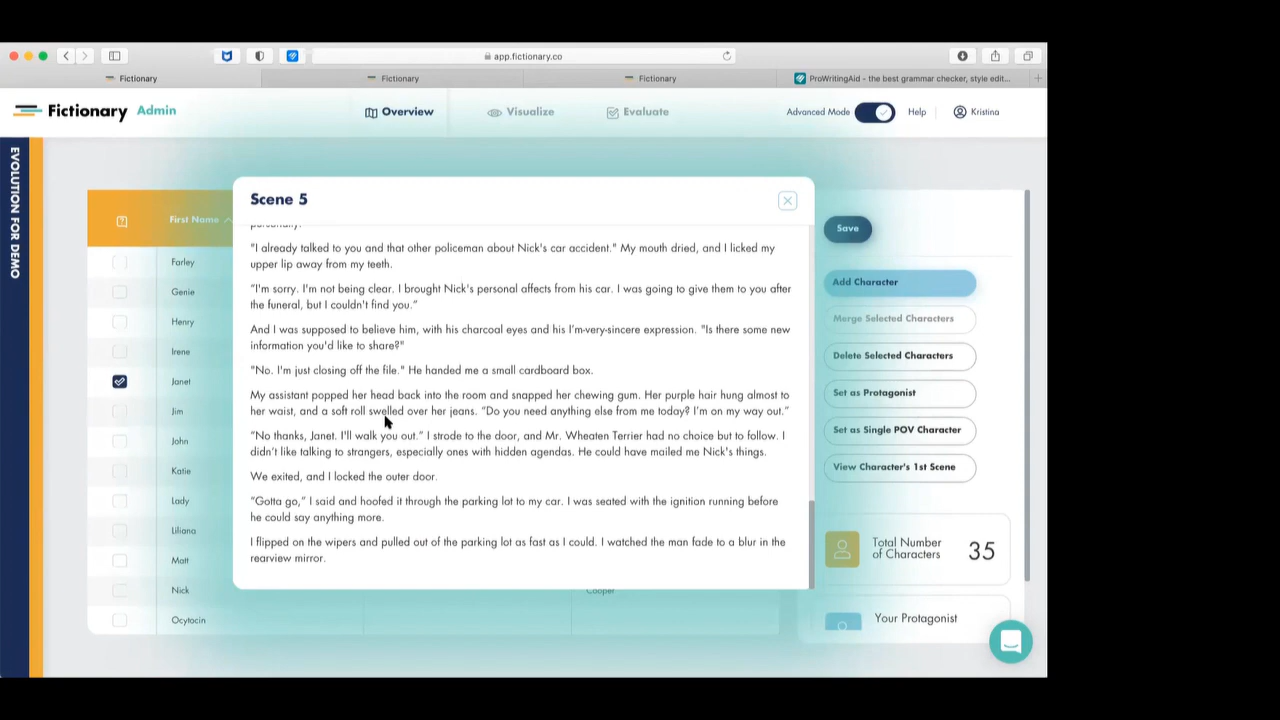 app.fictionary.co
Fictionary
Fictionary
Fictionary
ProWritingAid - the best grammar checker, style edit...
Fictionary Admin
Overview
Visualize
Evaluate
Advanced Mode
Help
Kristina
EVOLUTION FOR DEMO
First Name
Farley
Genie
Henry
Irene
Janet
Jim
John
Katie
Lady
Liliana
Matt
Nick
Cooper
Ocytocin
Scene 5
personally.
"I already talked to you and that other policeman about Nick's car accident." My mouth dried, and I licked my
upper lip away from my teeth.
"I'm sorry. I'm not being clear. I brought Nick's personal affects from his car. I was going to give them to you after
the funeral, but I couldn't find you."
And I was supposed to believe him, with his charcoal eyes and his I'm-very-sincere expression. "Is there some new
information you'd like to share?"
"No. I'm just closing off the file." He handed me a small cardboard box.
My assistant popped her head back into the room and snapped her chewing gum. Her purple hair hung almost to
her waist, and a soft roll swelled over her jeans. "Do you need anything else from me today? I'm on my way out."
"No thanks, Janet. I'll walk you out." I strode to the door, and Mr. Wheaten Terrier had no choice but to follow. I
didn't like talking to strangers, especially ones with hidden agendas. He could have mailed me Nick's things.
We exited, and I locked the outer door.
"Gotta go," I said and hoofed it through the parking lot to my car. I was seated with the ignition running before
he could say anything more.
I flipped on the wipers and pulled out of the parking lot as fast as I could. I watched the man fade to a blur in the
rearview mirror.
Save
Add Character
Merge Selected Characters
Delete Selected Characters
Set as Protagonist
Set as Single POV Character
View Character's 1st Scene
Total Number
of Characters
35
Your Protagonist